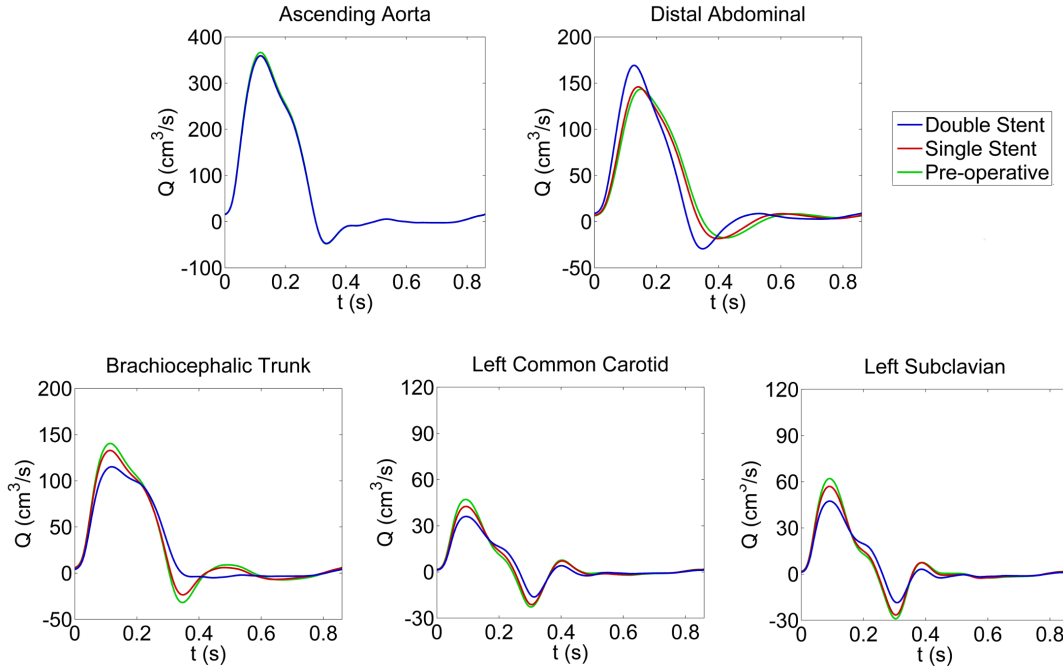 Ascending Aorta
Distal Abdominal
Q (cm³/s)
400
300
200
100
0
-100
0 0.2 0.4 0.6 0.8
t (s)
Q (cm³/s)
200
150
100
50
0
-50
0 0.2 0.4 0.6 0.8
t (s)
Double Stent
Single Stent
Pre-operative
Brachiocephalic Trunk
Left Common Carotid
Left Subclavian
Q (cm³/s)
200
150
100
50
0
-50
0 0.2 0.4 0.6 0.8
t (s)
Q (cm³/s)
120
90
60
30
0
-30
0 0.2 0.4 0.6 0.8
t (s)
Q (cm³/s)
120
90
60
30
0
-30
0 0.2 0.4 0.6 0.8
t (s)